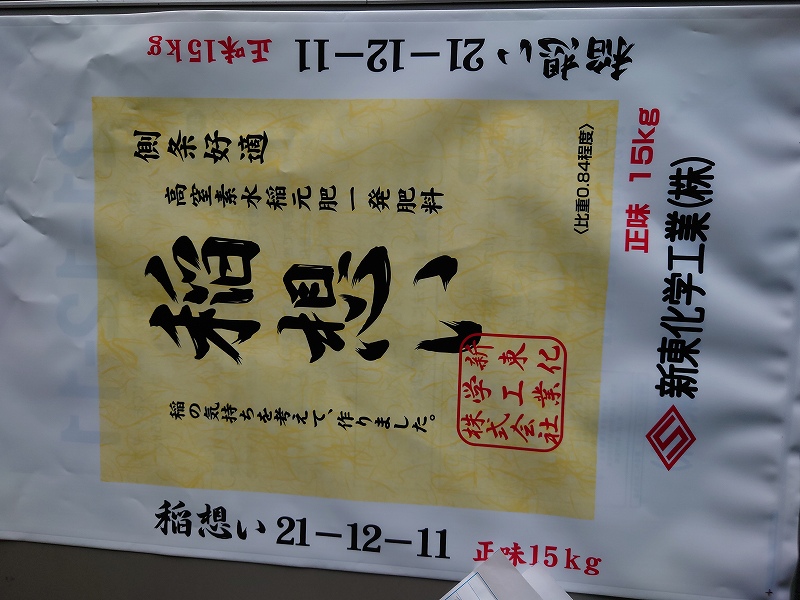 側条好適
高窒素水稲元肥一発肥料
稲想い
稲の気持ちを考えて、作りました。
新東化
学工業
株式会社
〈比重0.84程度〉
正味 15kg
新東化学工業(株)
稲想い 21-12-11 正味15kg
稲想い 21-12-11 正味15kg
21-12-11